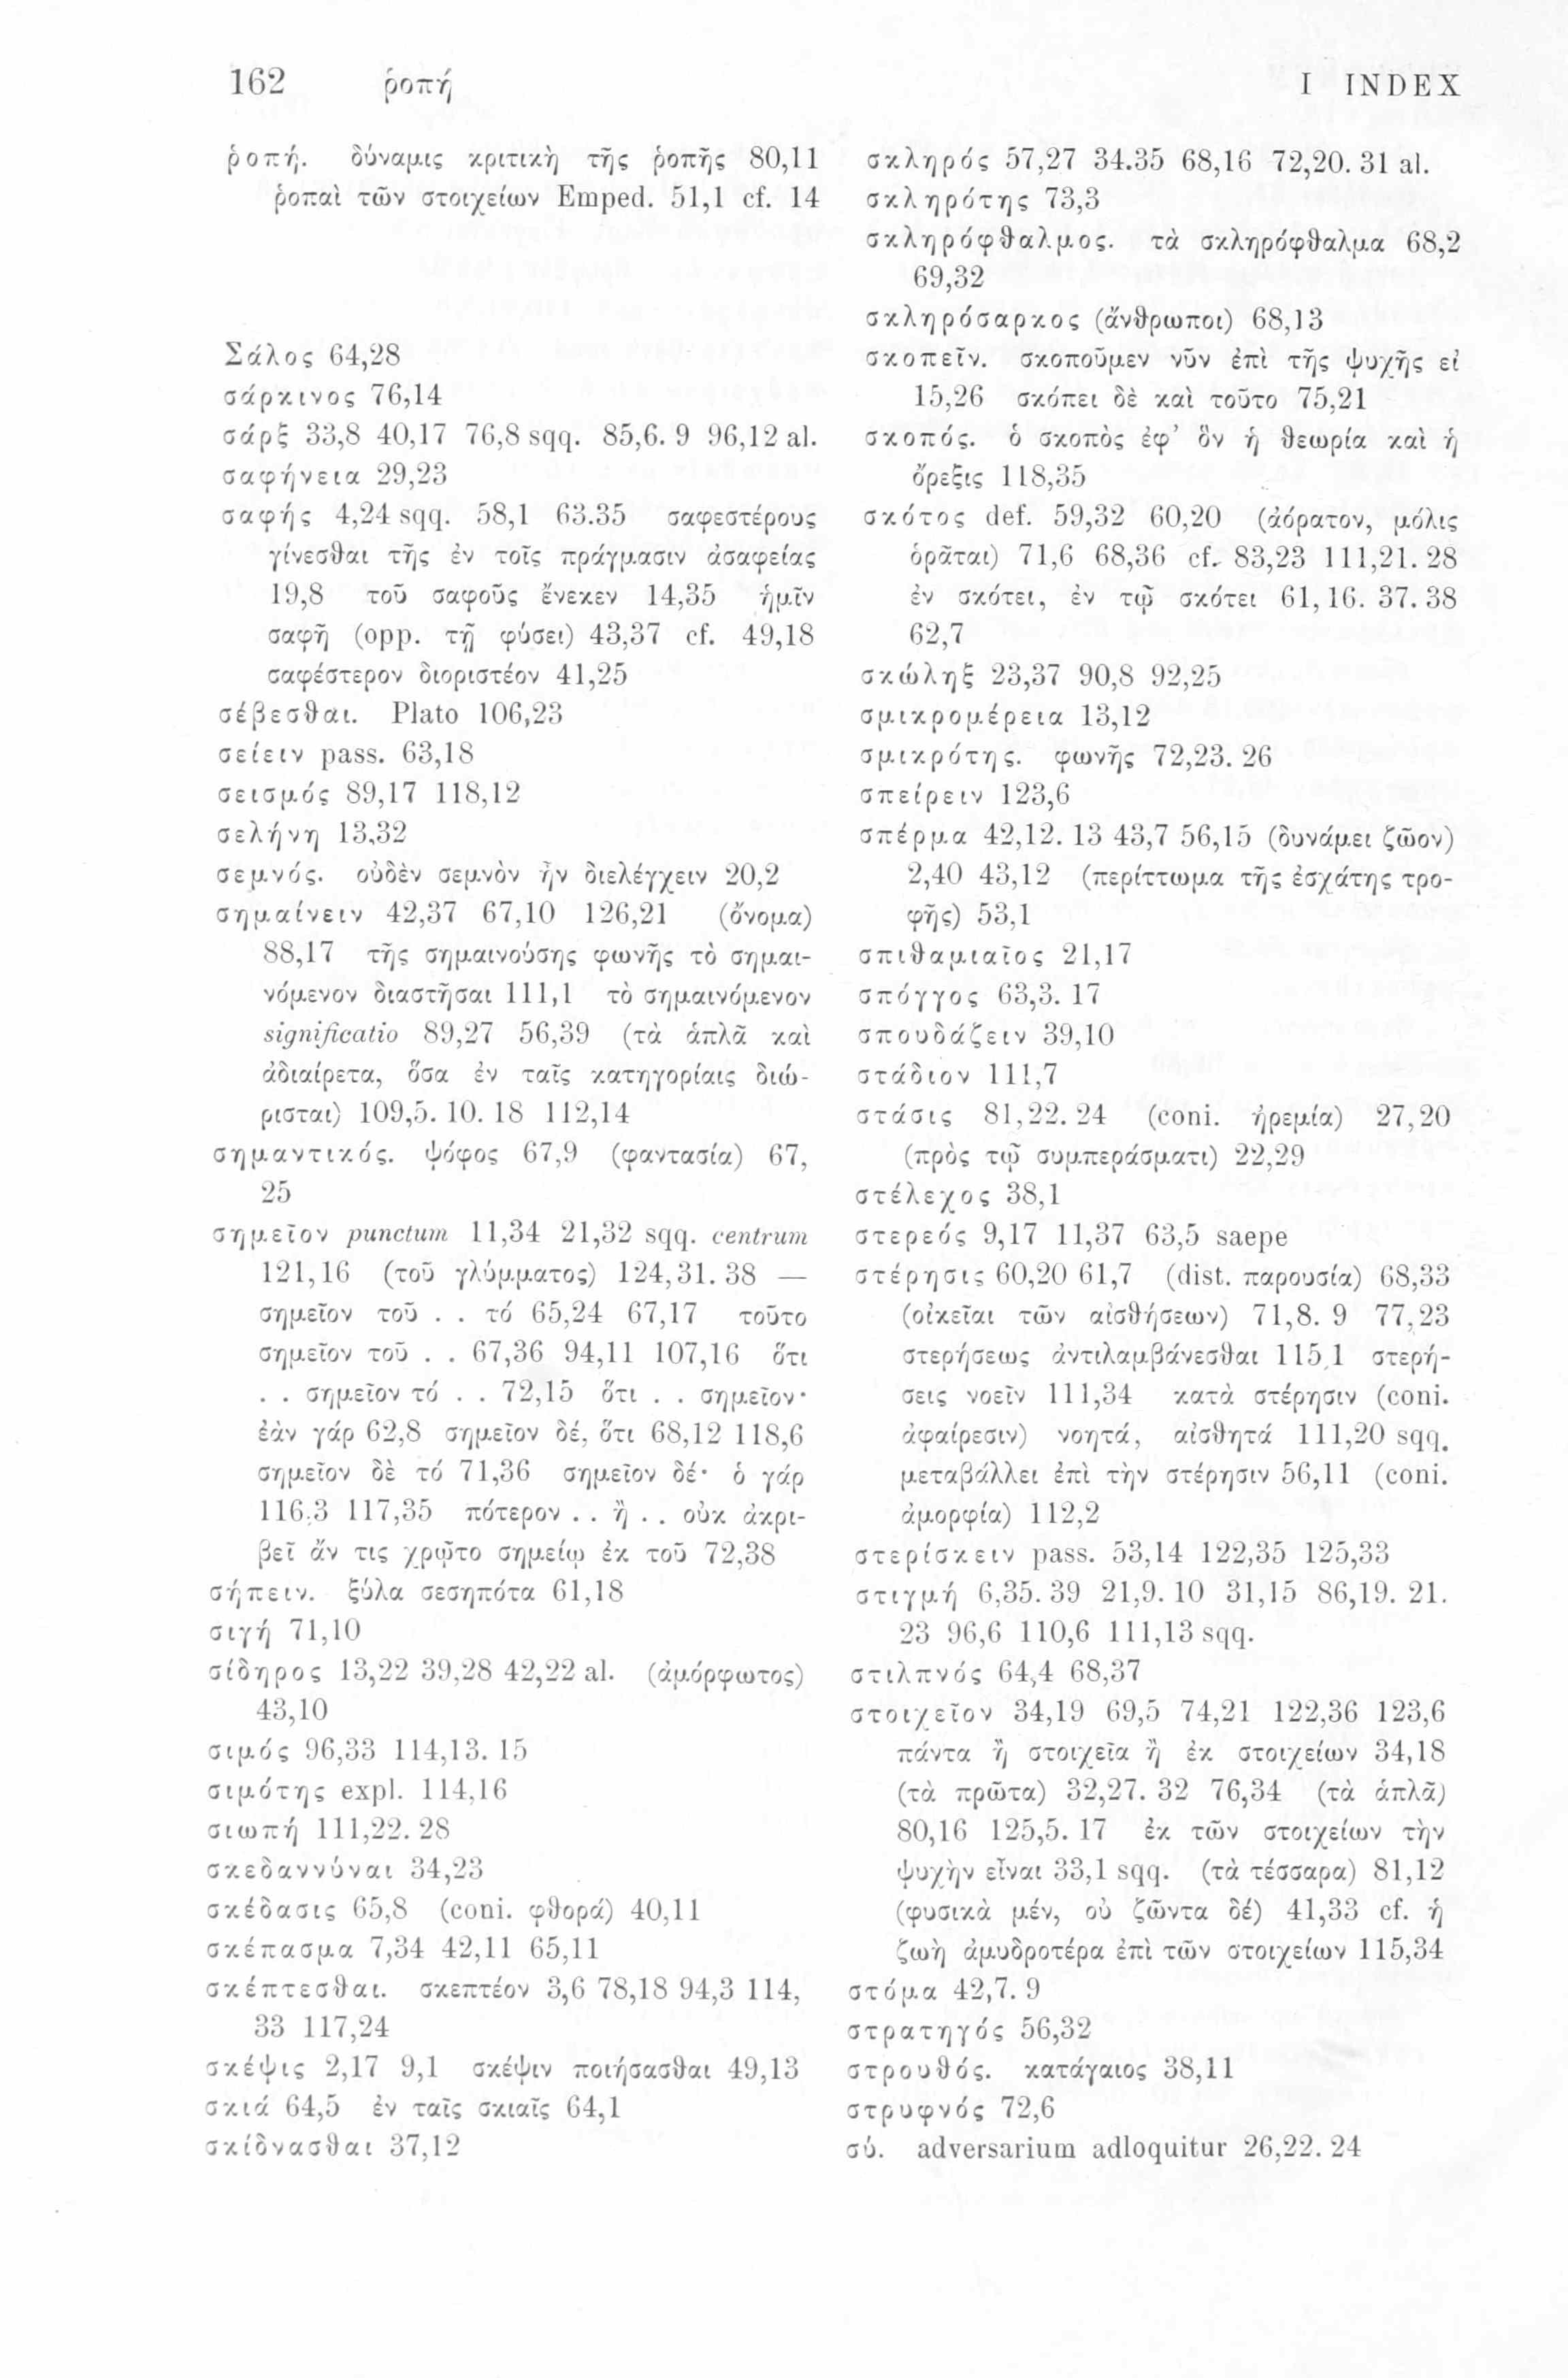 162 ῥοπή I INDEX
ῥοπή. δύναμις κριτικὴ τῆς ῥοπῆς 80,11
ῥοπαὶ τῶν στοιχείων Emped. 51,1 cf. 14
Σάλος 64,28
σάρκινος 76,14
σάρξ 33,8 40,17 76,8 sqq. 85,6. 9 96,12 al.
σαφήνεια 29,23
σαφής 4,24 sqq. 58,1 63.35 σαφεστέρους
γίνεσθαι τῆς ἐν τοῖς πράγμασιν ἀσαφείας
19,8 τοῦ σαφοῦς ἕνεκεν 14,35 ἡμῖν
σαφῆ (opp. τῇ φύσει) 43,37 cf. 49,18
σαφέστερον διοριστέον 41,25
σέβεσθαι. Plato 106,23
σείειν pass. 63,18
σεισμός 89,17 118,12
σελήνη 13,32
σεμνός. οὐδὲν σεμνὸν ἦν διελέγχειν 20,2
σημαίνειν 42,37 67,10 126,21 (ὄνομα)
88,17 τῆς σημαινούσης φωνῆς τὸ σημαι-
νόμενον διαστῆσαι 111,1 τὸ σημαινόμενον
significatio 89,27 56,39 (τὰ ἁπλᾶ καὶ
ἀδιαίρετα, ὅσα ἐν ταῖς κατηγορίαις διώ-
ρισται) 109,5. 10. 18 112,14
σημαντικός. ψόφος 67,9 (φαντασία) 67,
25
σημεῖον punctum 11,34 21,32 sqq. centrum
121,16 (τοῦ γλύμματος) 124,31. 38 —
σημεῖον τοῦ . . τό 65,24 67,17 τοῦτο
σημεῖον τοῦ . . 67,36 94,11 107,16 ὅτι
. . σημεῖον τό . . 72,15 ὅτι . . σημεῖον·
ἐὰν γάρ 62,8 σημεῖον δέ, ὅτι 68,12 118,6
σημεῖον δὲ τό 71,36 σημεῖον δέ· ὁ γάρ
116,3 117,35 πότερον . . ἢ . . οὐκ ἀκρι-
βεῖ ἄν τις χρῷτο σημείῳ ἐκ τοῦ 72,38
σήπειν. ξύλα σεσηπότα 61,18
σιγή 71,10
σίδηρος 13,22 39,28 42,22 al. (ἀμόρφωτος)
43,10
σιμός 96,33 114,13. 15
σιμότης expl. 114,16
σιωπή 111,22. 28
σκεδαννύναι 34,23
σκέδασις 65,8 (coni. φθορά) 40,11
σκέπασμα 7,34 42,11 65,11
σκέπτεσθαι. σκεπτέον 3,6 78,18 94,3 114,
33 117,24
σκέψις 2,17 9,1 σκέψιν ποιήσασθαι 49,13
σκιά 64,5 ἐν ταῖς σκιαῖς 64,1
σκίδνασθαι 37,12
σκληρός 57,27 34.35 68,16 72,20. 31 al.
σκληρότης 73,3
σκληρόφθαλμος. τὰ σκληρόφθαλμα 68,2
69,32
σκληρόσαρκος (ἄνθρωποι) 68,13
σκοπεῖν. σκοποῦμεν νῦν ἐπὶ τῆς ψυχῆς εἰ
15,26 σκόπει δὲ καὶ τοῦτο 75,21
σκοπός. ὁ σκοπὸς ἐφ’ ὃν ἡ θεωρία καὶ ἡ
ὄρεξις 118,35
σκότος def. 59,32 60,20 (ἀόρατον, μόλις
ὁρᾶται) 71,6 68,36 cf. 83,23 111,21. 28
ἐν σκότει, ἐν τῷ σκότει 61,16. 37. 38
62,7
σκώληξ 23,37 90,8 92,25
σμικρομέρεια 13,12
σμικρότης. φωνῆς 72,23. 26
σπείρειν 123,6
σπέρμα 42,12. 13 43,7 56,15 (δυνάμει ζῶον)
2,40 43,12 (περίττωμα τῆς ἐσχάτης τρο-
φῆς) 53,1
σπιθαμιαῖος 21,17
σπόγγος 63,3. 17
σπουδάζειν 39,10
στάδιον 111,7
στάσις 81,22. 24 (coni. ἠρεμία) 27,20
(πρὸς τῷ συμπεράσματι) 22,29
στέλεχος 38,1
στερεός 9,17 11,37 63,5 saepe
στέρησις 60,20 61,7 (dist. παρουσία) 68,33
(οἰκεῖαι τῶν αἰσθήσεων) 71,8. 9 77,23
στερήσεως ἀντιλαμβάνεσθαι 115,1 στερή-
σεις νοεῖν 111,34 κατὰ στέρησιν (coni.
ἀφαίρεσιν) νοητά, αἰσθητά 111,20 sqq.
μεταβάλλει ἐπὶ τὴν στέρησιν 56,11 (coni.
ἀμορφία) 112,2
στερίσκειν pass. 53,14 122,35 125,33
στιγμή 6,35. 39 21,9. 10 31,15 86,19. 21.
23 96,6 110,6 111,13 sqq.
στιλπνός 64,4 68,37
στοιχεῖον 34,19 69,5 74,21 122,36 123,6
πάντα ἢ στοιχεῖα ἢ ἐκ στοιχείων 34,18
(τὰ πρῶτα) 32,27. 32 76,34 (τὰ ἁπλᾶ)
80,16 125,5. 17 ἐκ τῶν στοιχείων τὴν
ψυχὴν εἶναι 33,1 sqq. (τὰ τέσσαρα) 81,12
(φυσικὰ μέν, οὐ ζῶντα δέ) 41,33 cf. ἡ
ζωὴ ἀμυδροτέρα ἐπὶ τῶν στοιχείων 115,34
στόμα 42,7. 9
στρατηγός 56,32
στρουθός. κατάγαιος 38,11
στρυφνός 72,6
σύ. adversarium adloquitur 26,22. 24